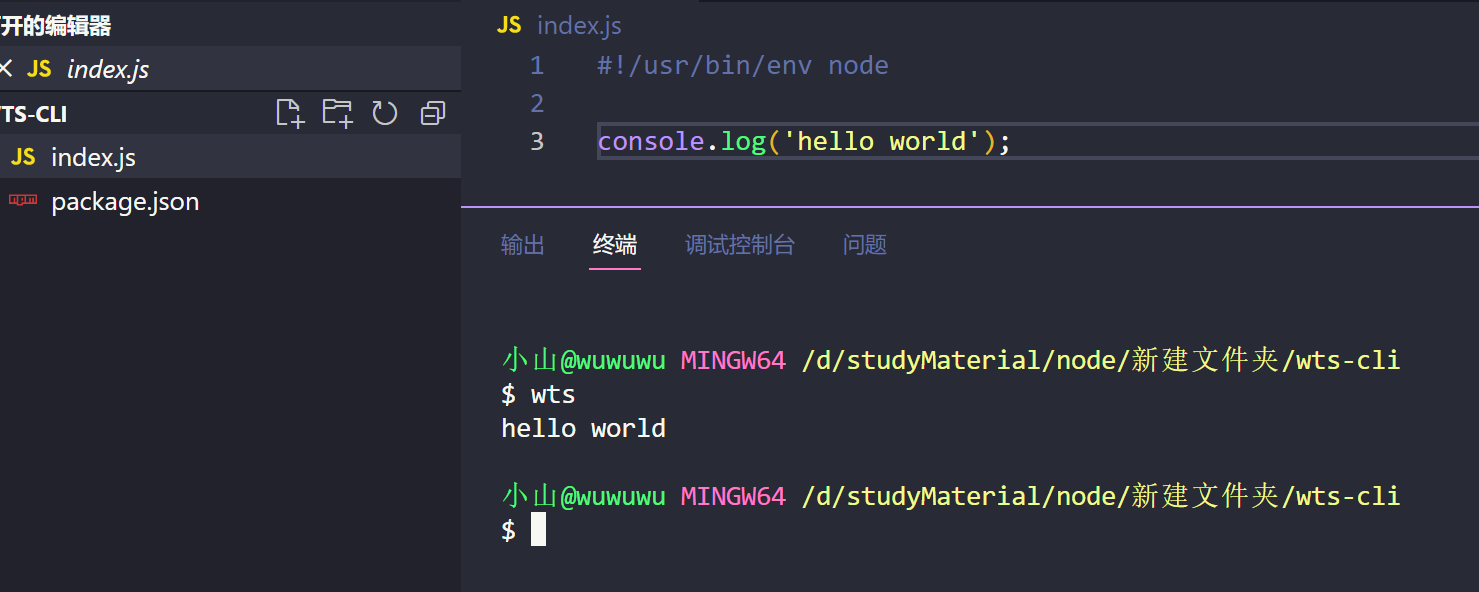 开的编辑器
JS index.js
TS-CLI
JS index.js
package.json
JS index.js
1 #!/usr/bin/env node
2
3 console.log('hello world');
输出 终端 调试控制台 问题
小山@wuwuwu MINGW64 /d/studyMaterial/node/新建文件夹/wts-cli
$ wts
hello world
小山@wuwuwu MINGW64 /d/studyMaterial/node/新建文件夹/wts-cli
$